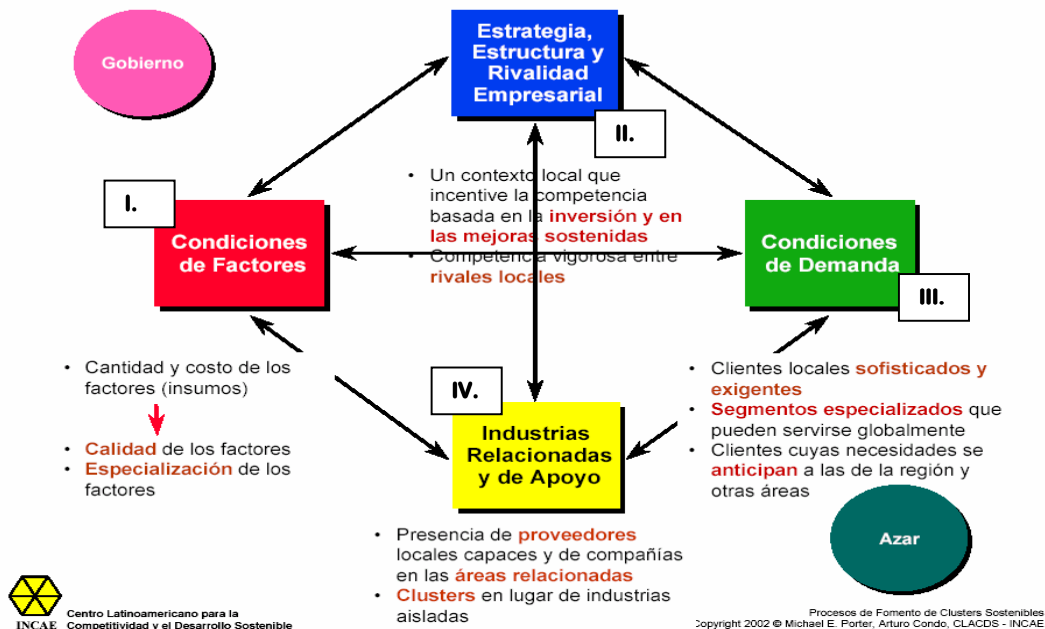 Gobierno
Estrategia,
Estructura y
Rivalidad
Empresarial
II.
• Un contexto local que
incentive la competencia
basada en la inversión y en
las mejoras sostenidas
• Competencia vigorosa entre
rivales locales
I.
Condiciones
de Factores
Condiciones
de Demanda
III.
• Cantidad y costo de los
factores (insumos)
• Calidad de los factores
• Especialización de los
factores
IV.
Industrias
Relacionadas
y de Apoyo
• Clientes locales sofisticados y
exigentes
• Segmentos especializados que
pueden servirse globalmente
• Clientes cuyas necesidades se
anticipan a las de la región y
otras áreas
• Presencia de proveedores
locales capaces y de compañías
en las áreas relacionadas
• Clusters en lugar de industrias
aisladas
Azar
INCAE
Centro Latinoamericano para la
Competitividad y el Desarrollo Sostenible
Procesos de Fomento de Clusters Sostenibles
Copyright 2002 © Michael E. Porter, Arturo Condo, CLACDS - INCAE